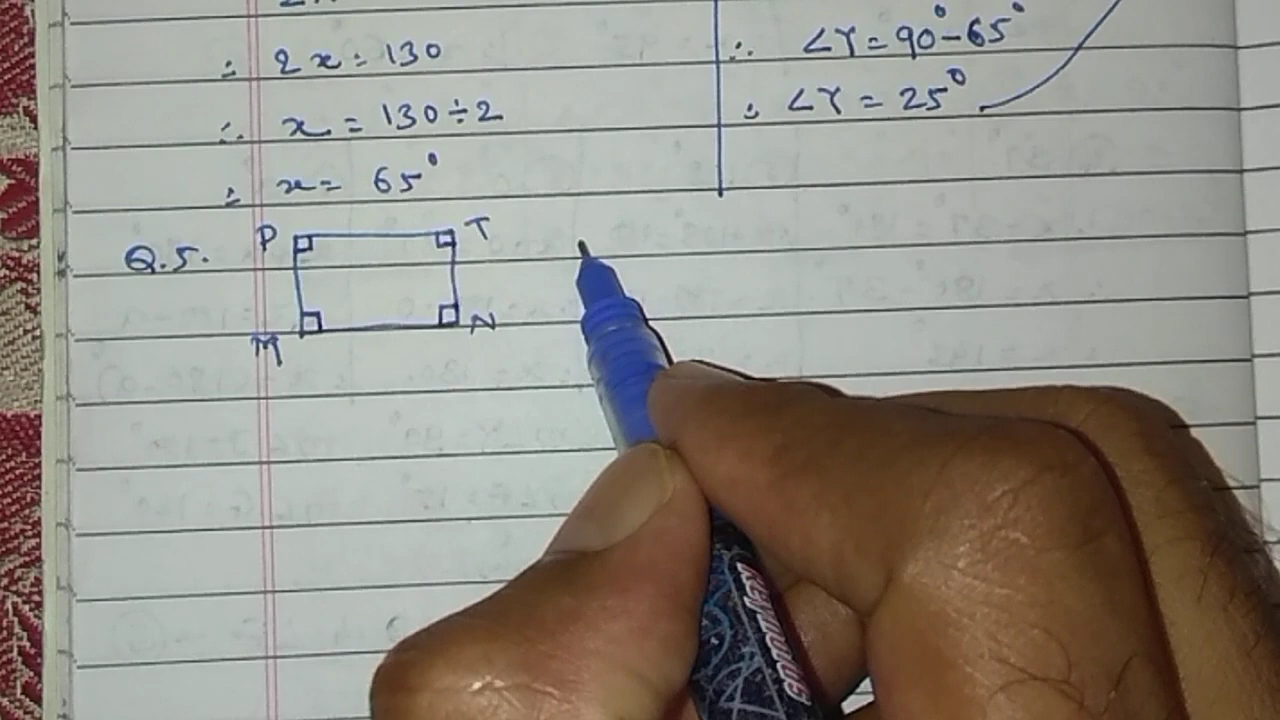 ∴ 2x = 130
∴ x = 130 ÷ 2
∴ x = 65°
∴ ∠Y = 90° - 65°
∴ ∠Y = 25°
Q.5.
P T
M N